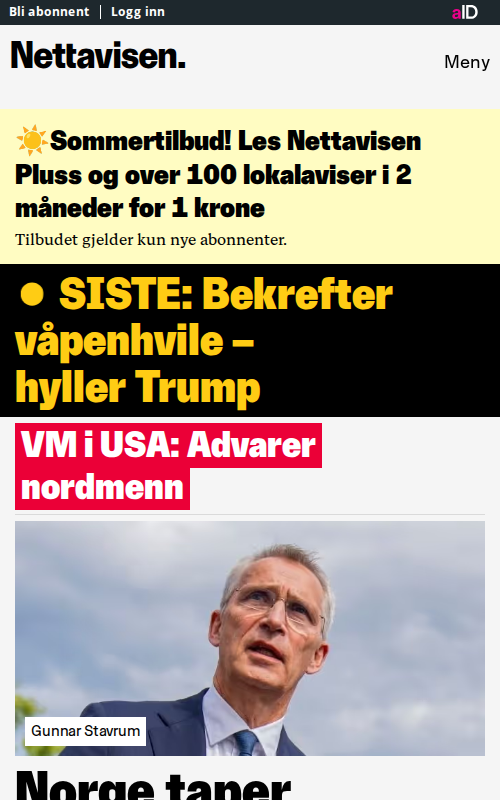 Bli abonnent
Logg inn
aID
Nettavisen.
Meny
☀️Sommertilbud! Les Nettavisen
Pluss og over 100 lokalaviser i 2
måneder for 1 krone
Tilbudet gjelder kun nye abonnenter.
● SISTE: Bekrefter
våpenhvile –
hyller Trump
VM i USA: Advarer
nordmenn
Gunnar Stavrum
Norge taper